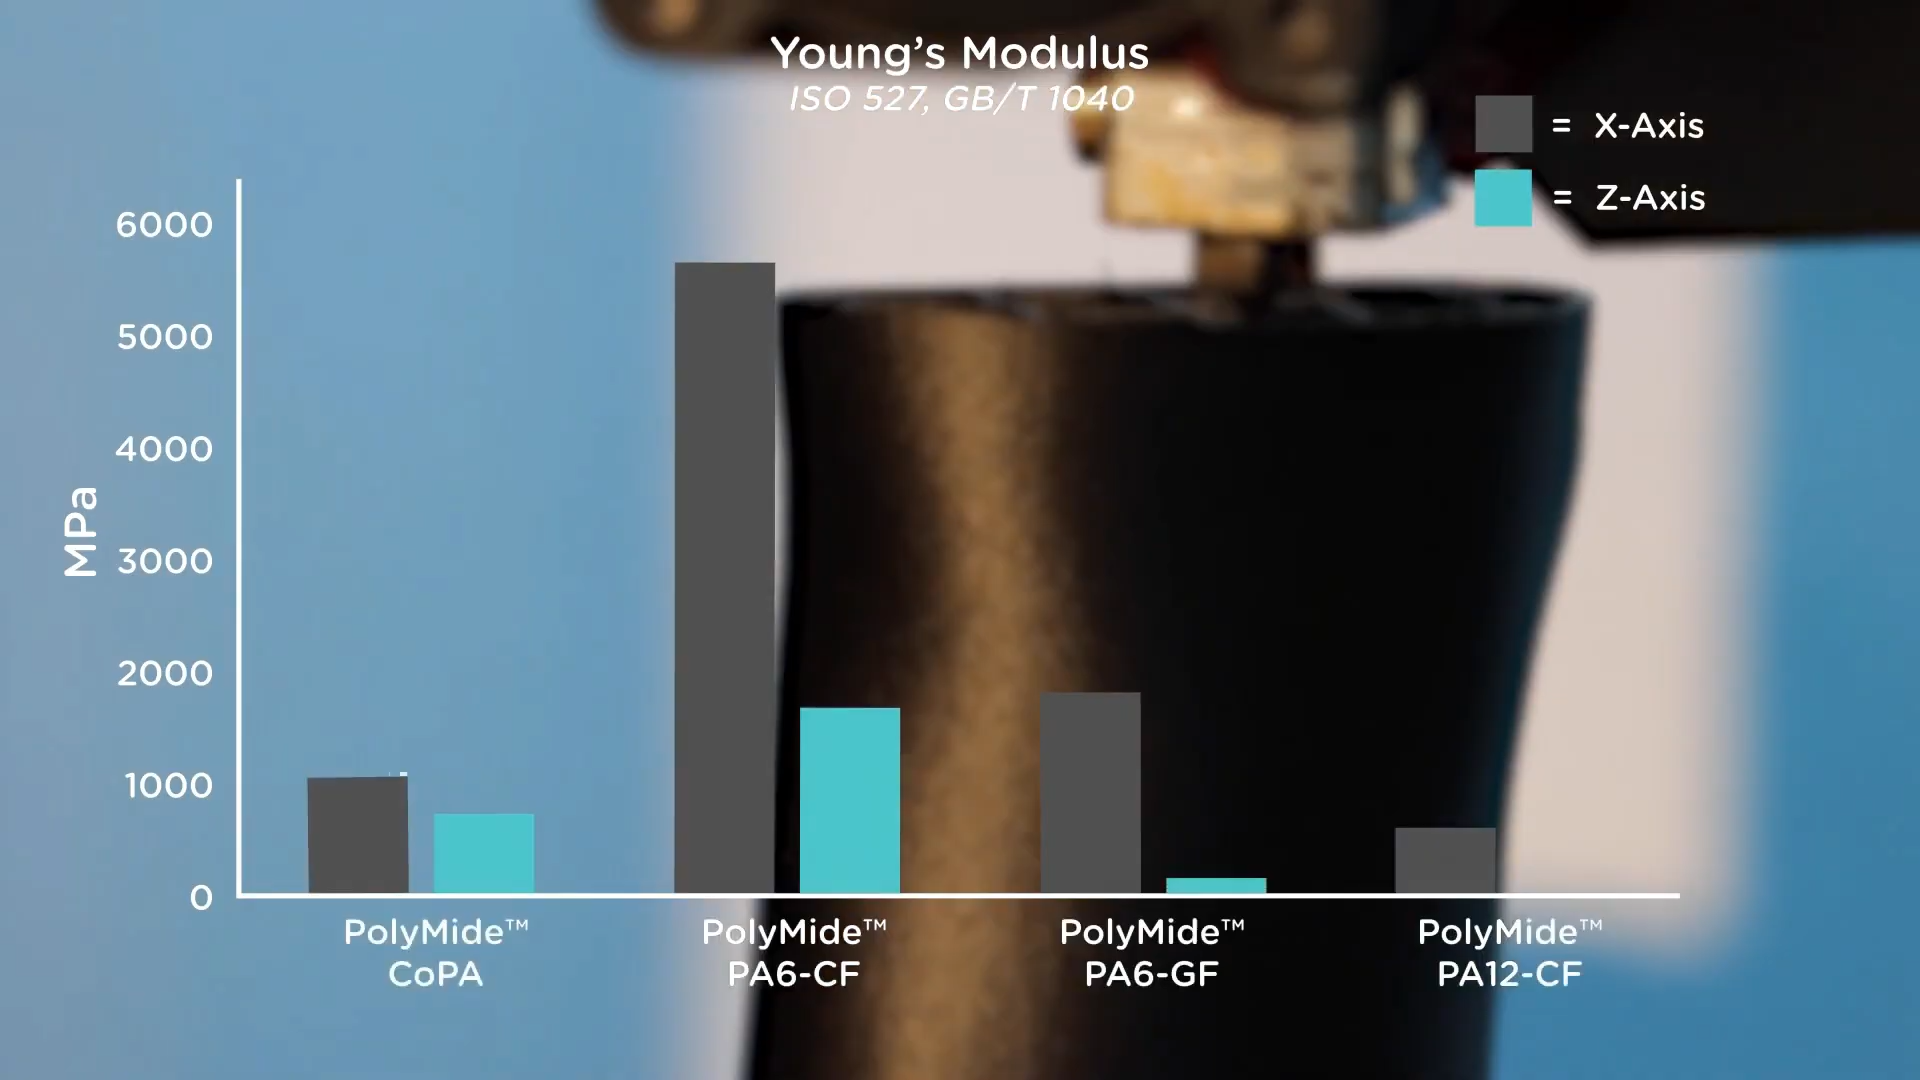 Young's Modulus
ISO 527, GB/T 1040
= X-Axis
= Z-Axis
MPa
6000
5000
4000
3000
2000
1000
0
PolyMide™
CoPA
PolyMide™
PA6-CF
PolyMide™
PA6-GF
PolyMide™
PA12-CF